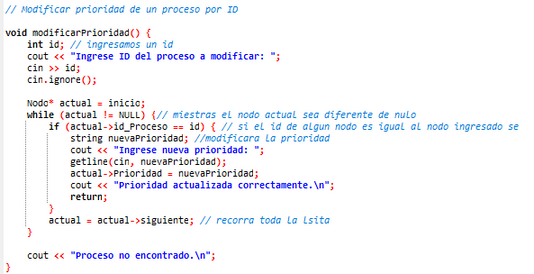 // Modificar prioridad de un proceso por ID
void modificarPrioridad() {
int id; // ingresamos un id
cout << "Ingrese ID del proceso a modificar: ";
cin >> id;
cin.ignore();
Nodo* actual = inicio;
while (actual != NULL) {// miestras el nodo actual sea diferente de nulo
if (actual->id_Proceso == id) { // si el id de algun nodo es igual al nodo ingresado se
string nuevaPrioridad; //modificara la prioridad
cout << "Ingrese nueva prioridad: ";
getline(cin, nuevaPrioridad);
actual->Prioridad = nuevaPrioridad;
cout << "Prioridad actualizada correctamente.\n";
return;
}
actual = actual->siguiente; // recorra toda la lsita
}
cout << "Proceso no encontrado.\n";
}